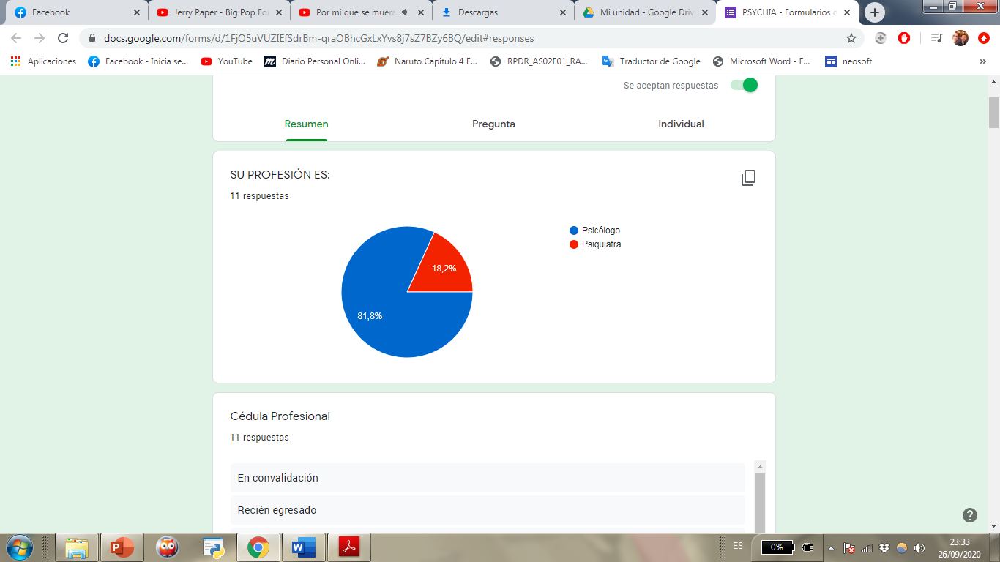 Facebook
Jerry Paper - Big Pop Fo
Por mi que se muera
Descargas
Mi unidad - Google Driv
PSYCHIA - Formularios d
docs.google.com/forms/d/1FjO5uVUZIEfSdrBm-qraOBhcGxLxYvs8j7sZ7BZy6BQ/edit#responses
Aplicaciones
Facebook - Inicia se...
YouTube
Diario Personal Onli...
Naruto Capitulo 4 E...
RPDR_AS02E01_RA...
Traductor de Google
Microsoft Word - E...
neosoft
»
Se aceptan respuestas
Resumen
Pregunta
Individual
SU PROFESIÓN ES:
11 respuestas
Psicólogo
Psiquiatra
18,2%
81,8%
Cédula Profesional
11 respuestas
En convalidación
Recién egresado
ES
0%
23:33
26/09/2020